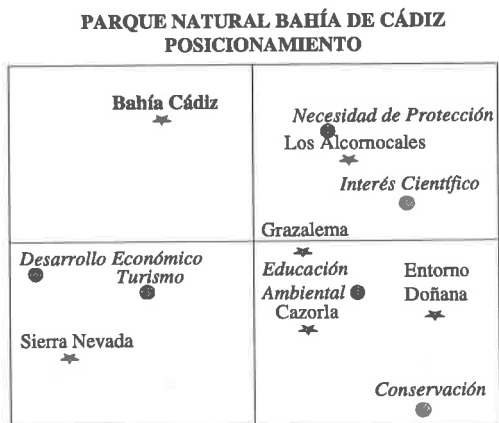 PARQUE NATURAL BAHÍA DE CÁDIZ
POSICIONAMIENTO
Bahía Cádiz
Necesidad de Protección
Los Alcornocales
Interés Científico
Grazalema
Desarrollo Económico
Turismo
Educación
Ambiental
Entorno
Doñana
Cazorla
Sierra Nevada
Conservación